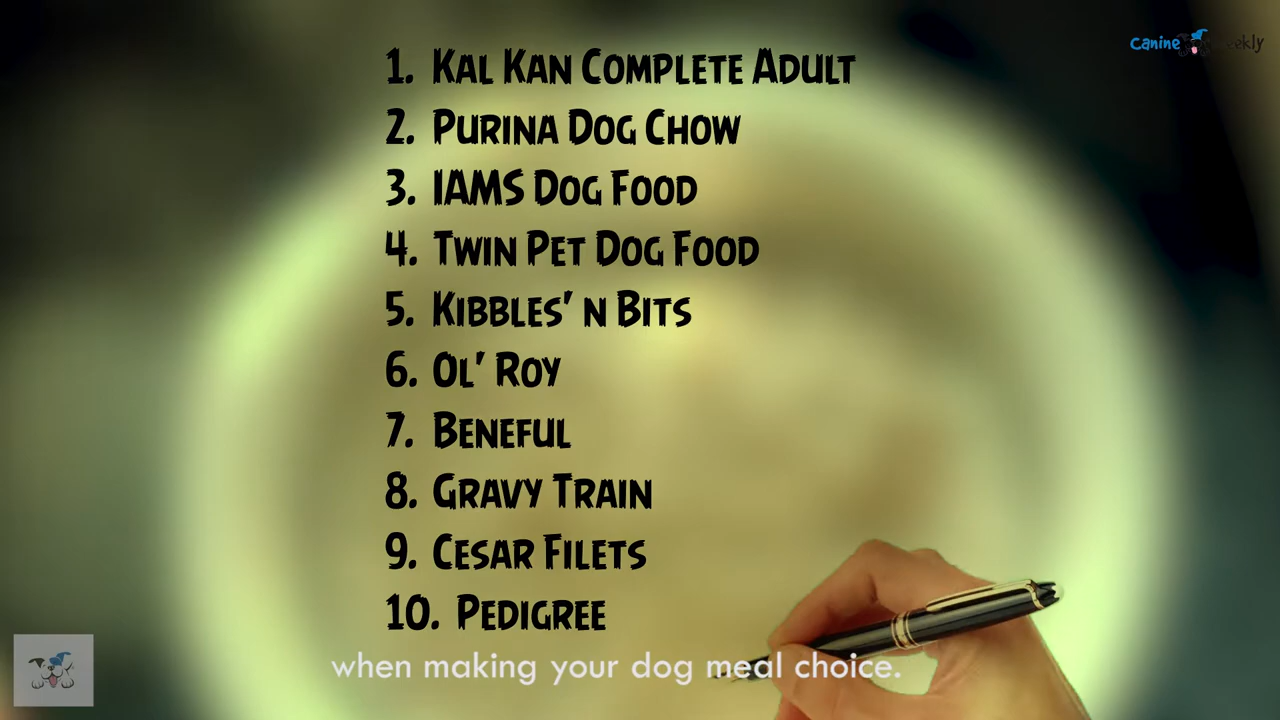 Canine Weekly
1. Kal Kan Complete Adult
2. Purina Dog Chow
3. IAMS Dog Food
4. Twin Pet Dog Food
5. Kibbles' n Bits
6. Ol' Roy
7. Beneful
8. Gravy Train
9. Cesar Filets
10. Pedigree
when making your dog meal choice.